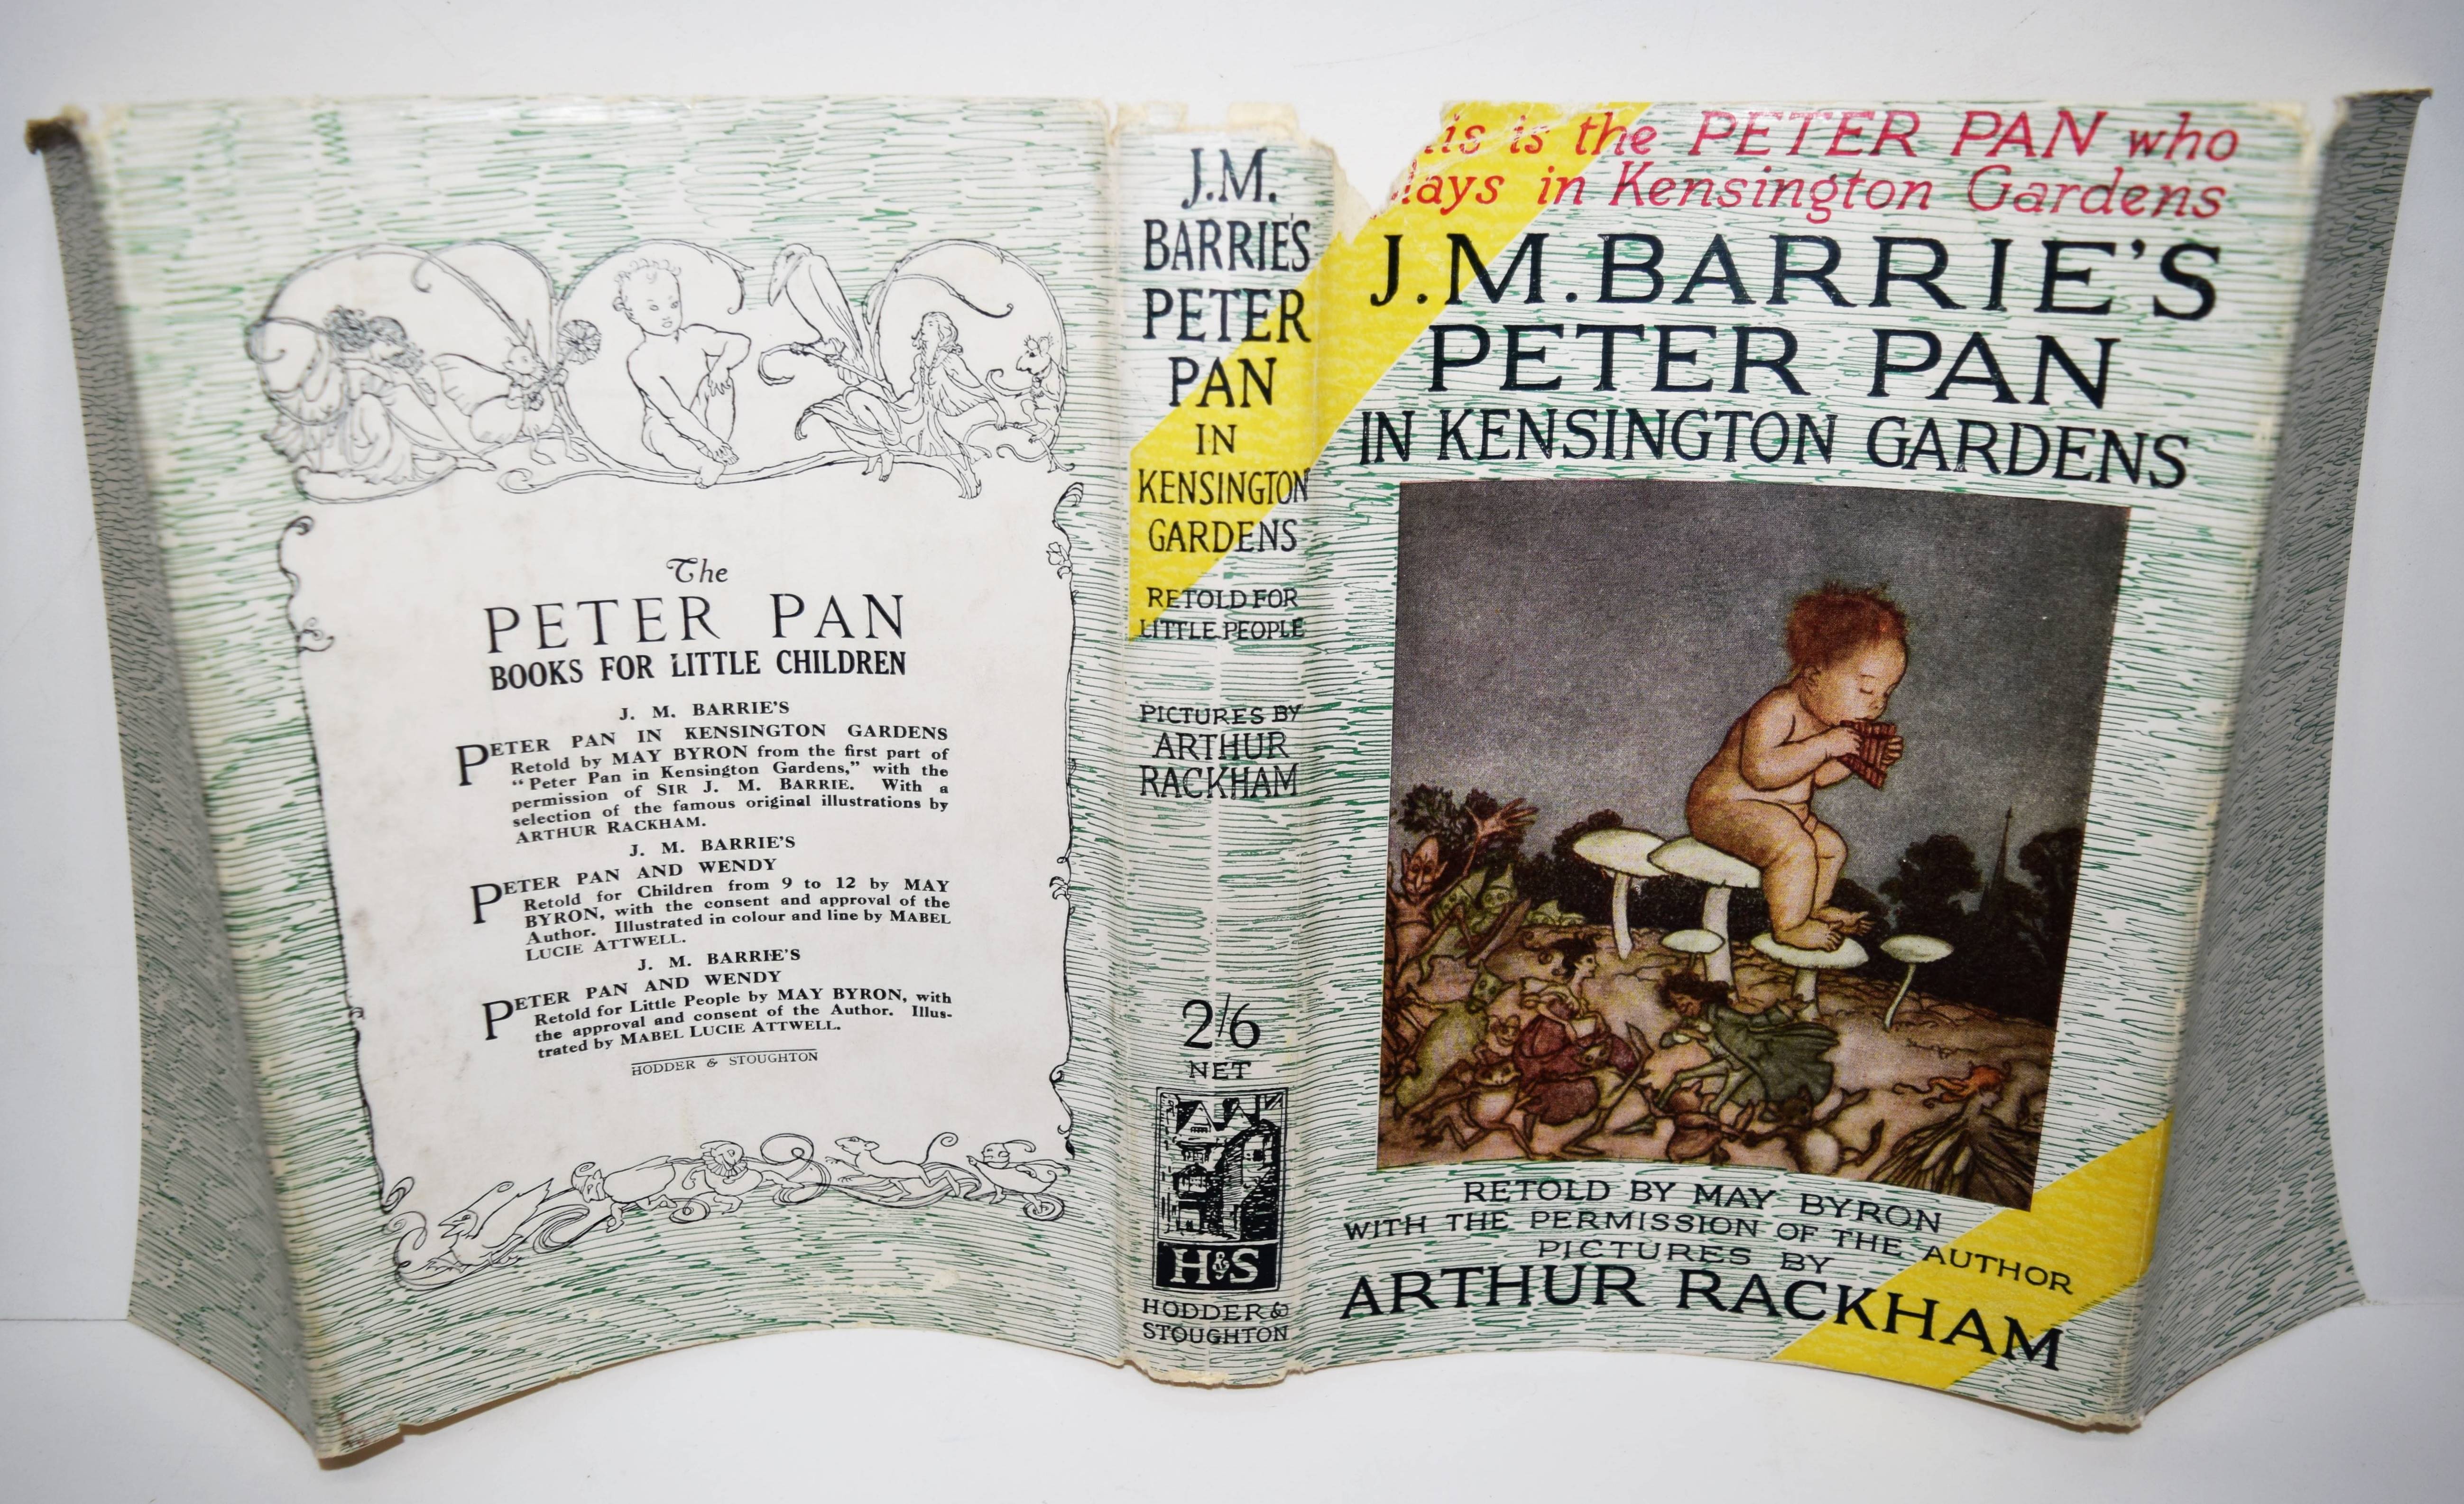 The
PETER PAN
BOOKS FOR LITTLE CHILDREN
J. M. BARRIE'S
PETER PAN IN KENSINGTON GARDENS
Retold by MAY BYRON from the first part of
"Peter Pan in Kensington Gardens," with the
permission of SIR J. M. BARRIE. With a
selection of the famous original illustrations by
ARTHUR RACKHAM.
J. M. BARRIE'S
PETER PAN AND WENDY
Retold for Children from 9 to 12 by MAY
BYRON, with the consent and approval of the
Author. Illustrated in colour and line by MABEL
LUCIE ATTWELL.
J. M. BARRIE'S
PETER PAN AND WENDY
Retold for Little People by MAY BYRON, with
the approval and consent of the Author. Illus-
trated by MABEL LUCIE ATTWELL.
HODDER & STOUGHTON
J.M.
BARRIE'S
PETER
PAN
IN
KENSINGTON
GARDENS
RETOLD FOR
LITTLE PEOPLE
PICTURES BY
ARTHUR
RACKHAM
2/6
NET
H&S
HODDER &
STOUGHTON
is is the PETER PAN who
lays in Kensington Gardens
J.M.BARRIE'S
PETER PAN
IN KENSINGTON GARDENS
RETOLD BY MAY BYRON
WITH THE PERMISSION OF THE AUTHOR
PICTURES BY
ARTHUR RACKHAM